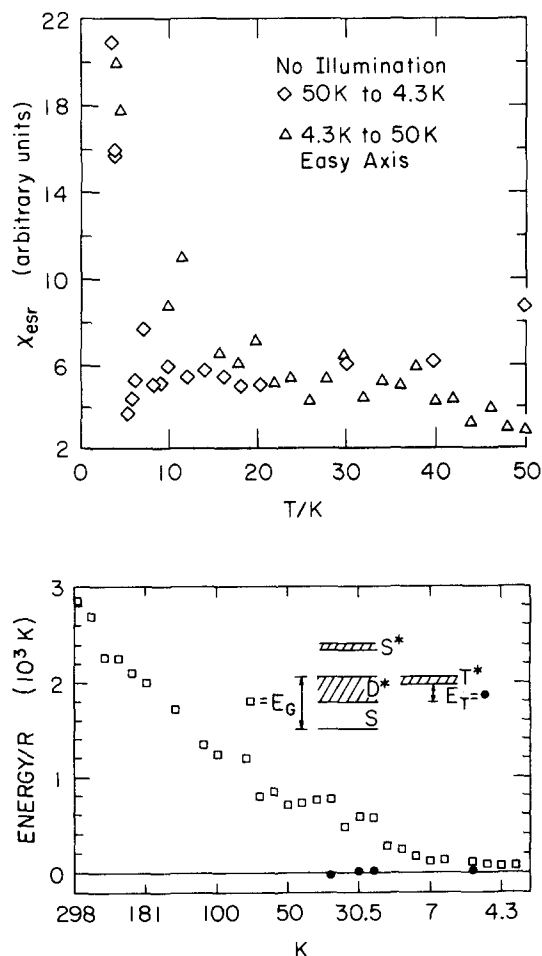 22
18
14
10
6
2
χesr (arbitrary units)
No Illumination
◇ 50K to 4.3K
△ 4.3K to 50K
Easy Axis
0 10 20 30 40 50
T/K
3
2
1
0
ENERGY/R (10³ K)
S*
□ = E_G
D*
S
T*
E_T = ●
298 181 100 50 30.5 7 4.3
K